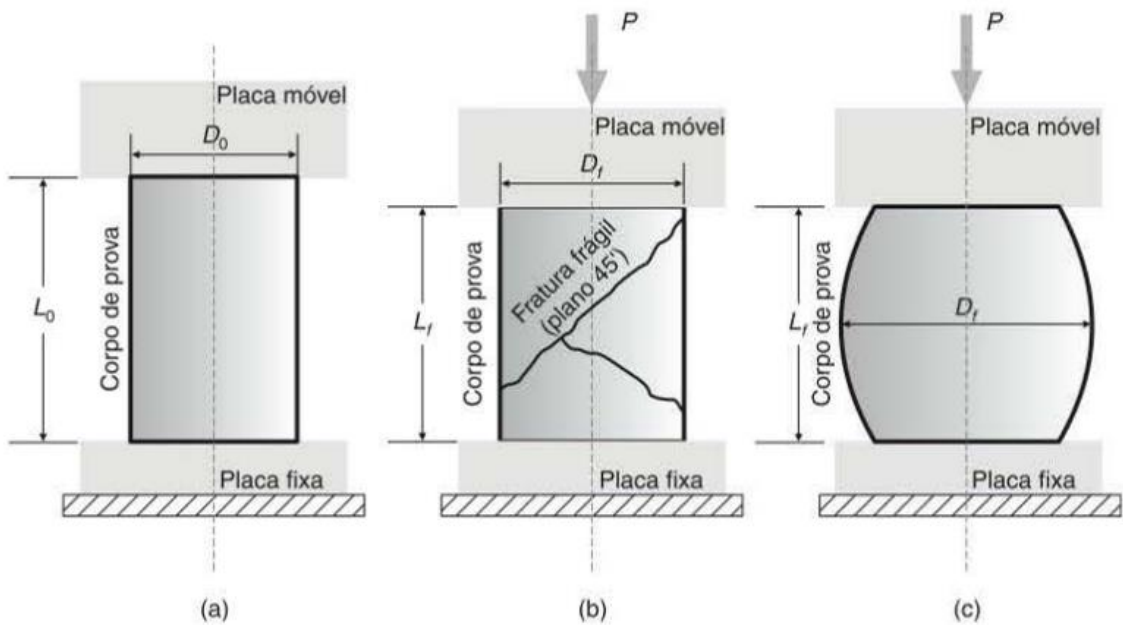 Placa móvel
D0
Corpo de prova
L0
Placa fixa
(a)
P
Placa móvel
Df
Corpo de prova
Fratura frágil
(plano 45')
Lf
Placa fixa
(b)
P
Placa móvel
Corpo de prova
Lf
Df
Placa fixa
(c)